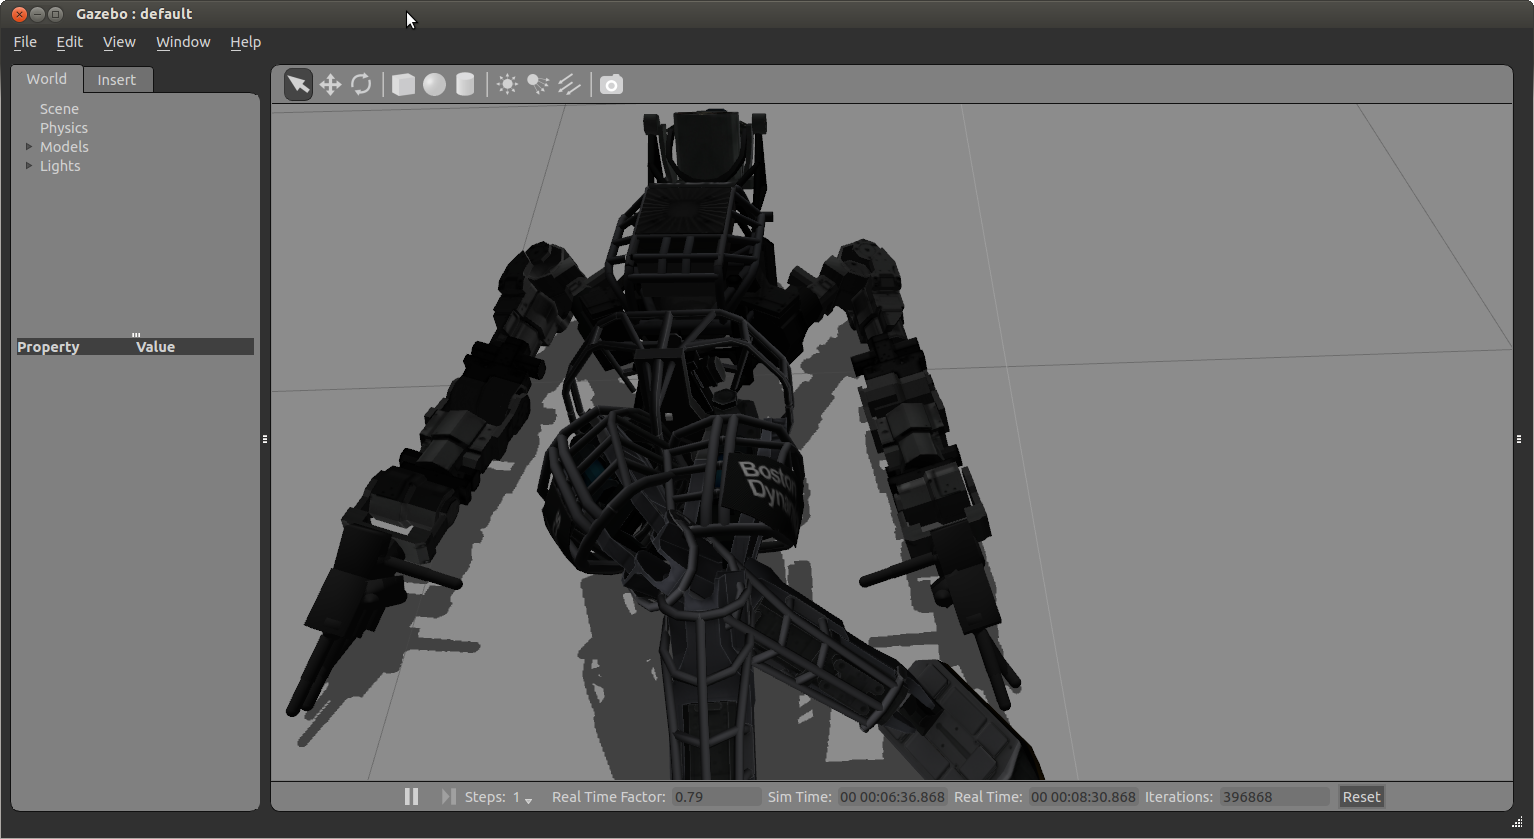 Gazebo : default
File Edit View Window Help
World Insert
Scene
Physics
Models
Lights
Property Value
Boston
Steps: 1 Real Time Factor: 0.79 Sim Time: 00 00:06:36.868 Real Time: 00 00:08:30.868 Iterations: 396868 Reset